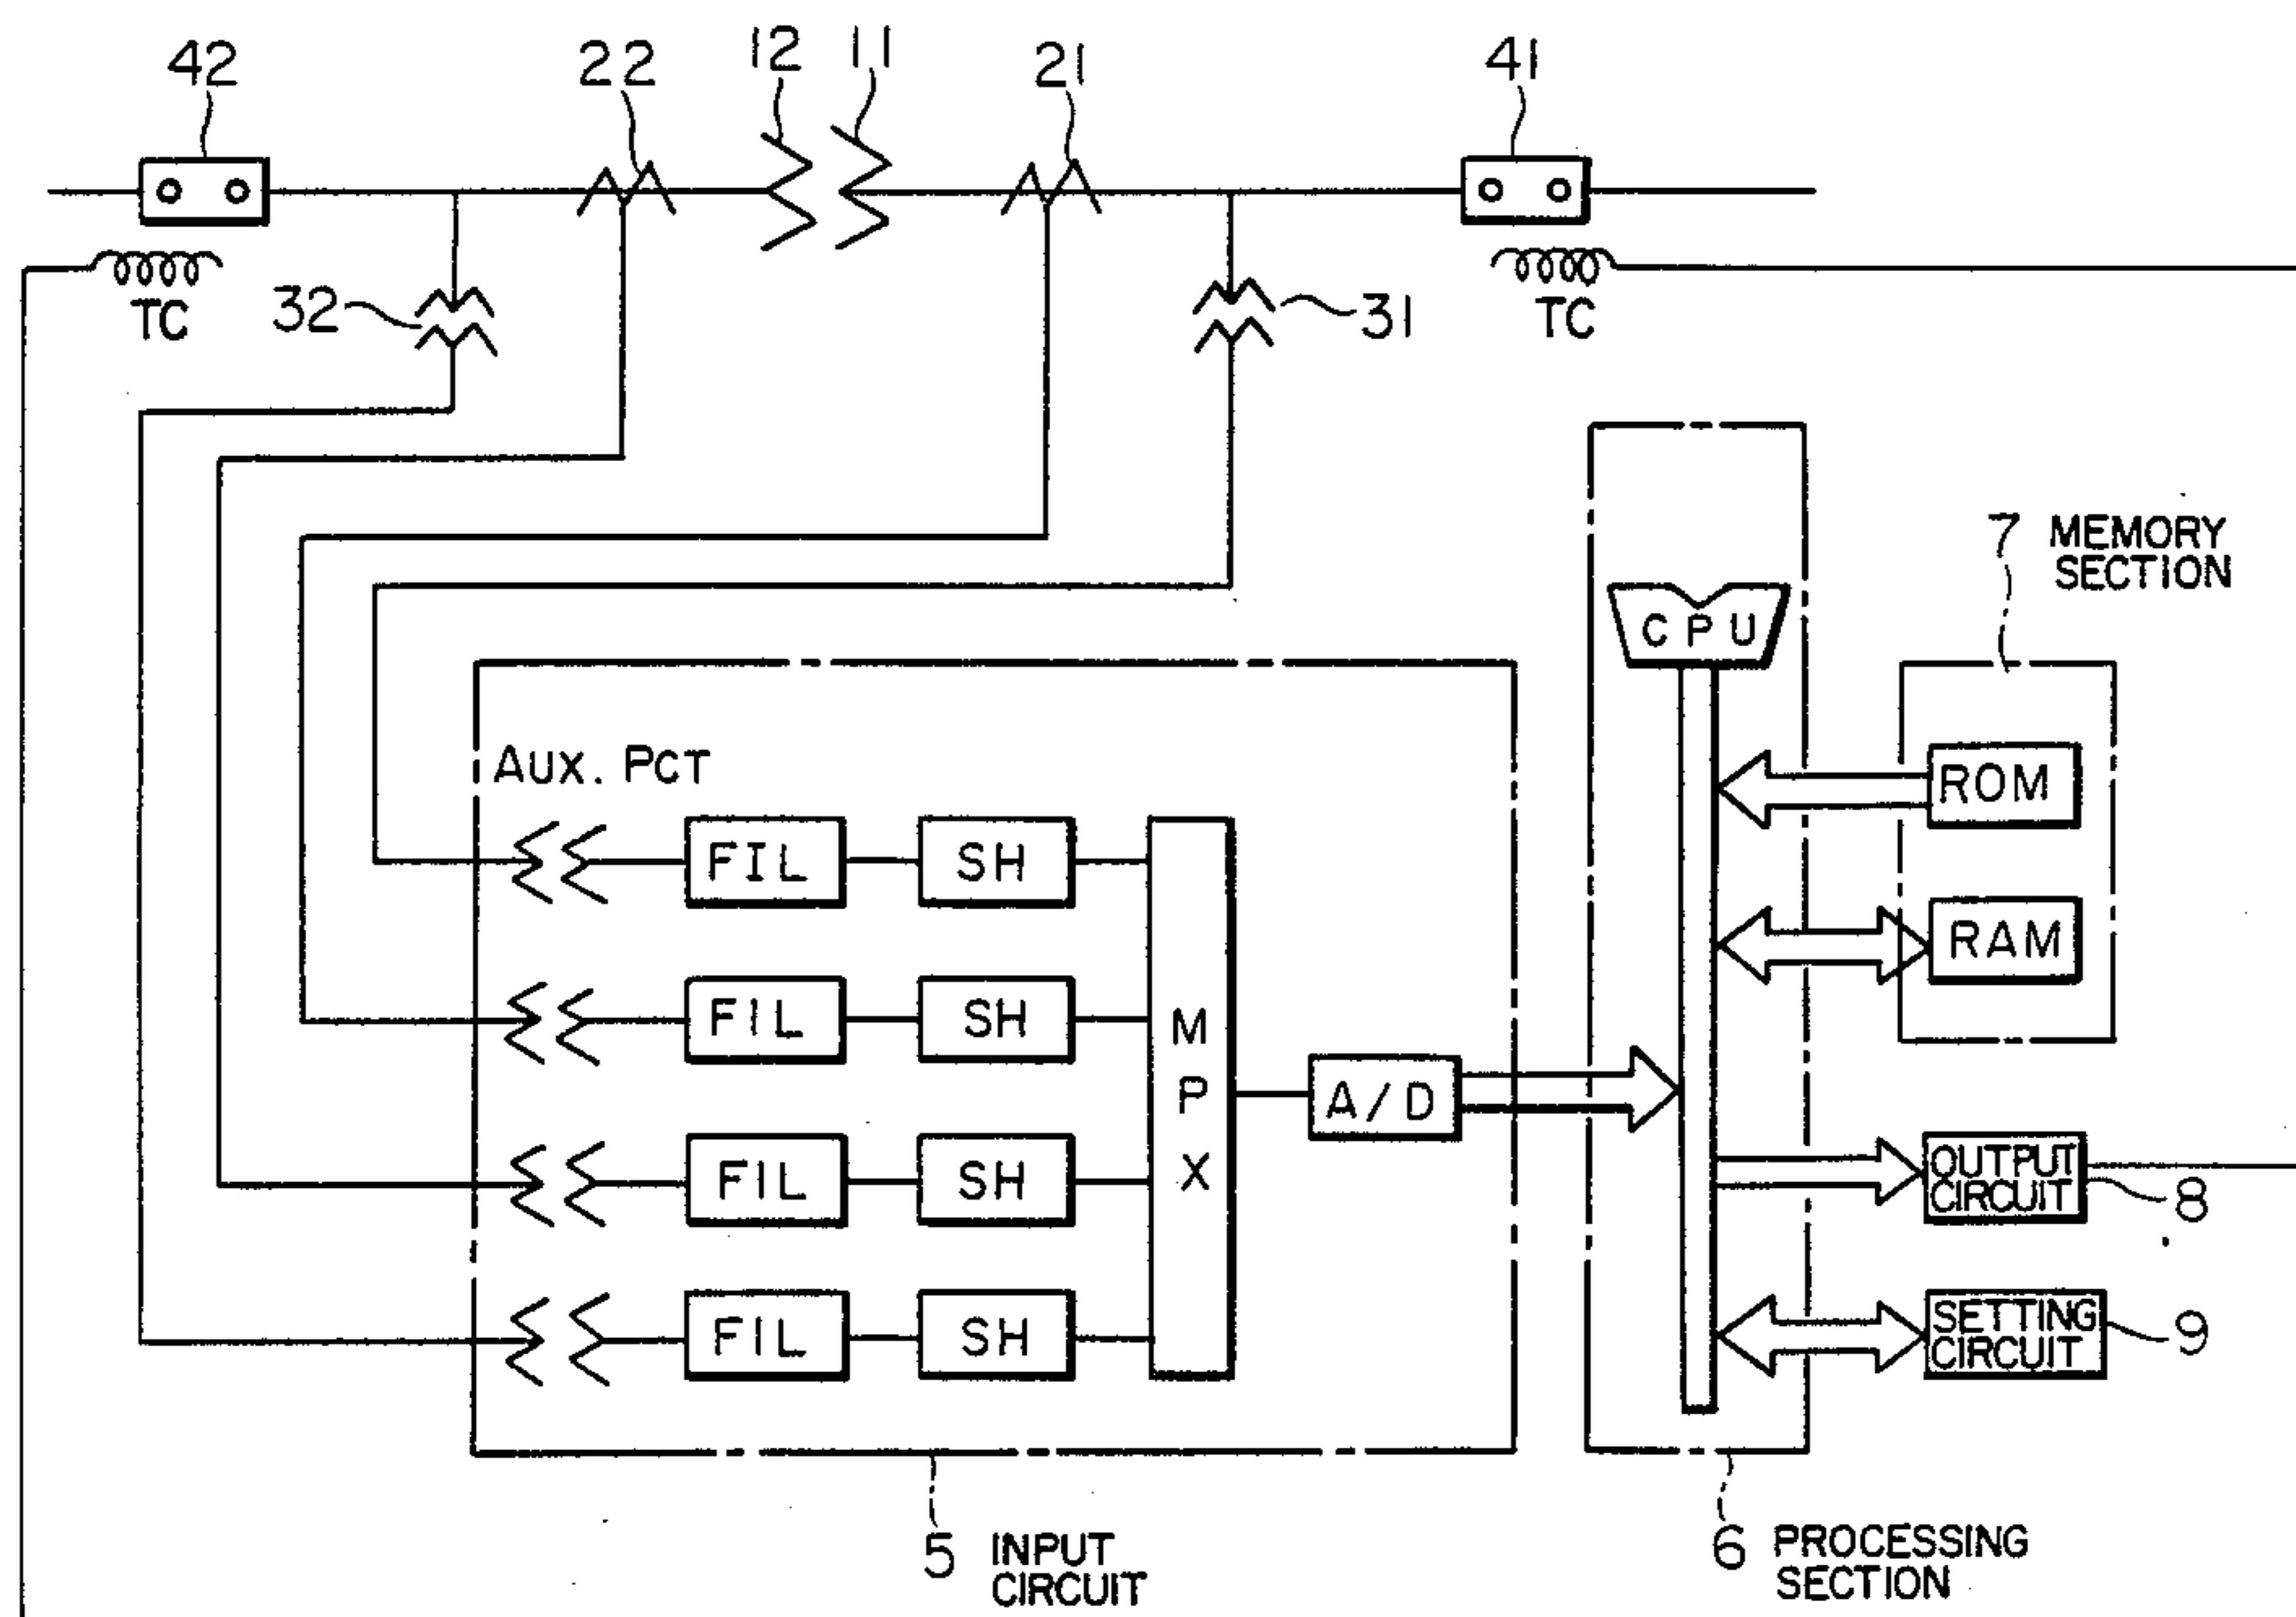 42
22
12
11
21
41
TC
32
31
TC
7 MEMORY
SECTION
CPU
AUX. PCT
ROM
FIL
SH
RAM
FIL
SH
MPX
A/D
FIL
SH
OUTPUT
CIRCUIT
8
FIL
SH
SETTING
CIRCUIT
9
5 INPUT
CIRCUIT
6 PROCESSING
SECTION